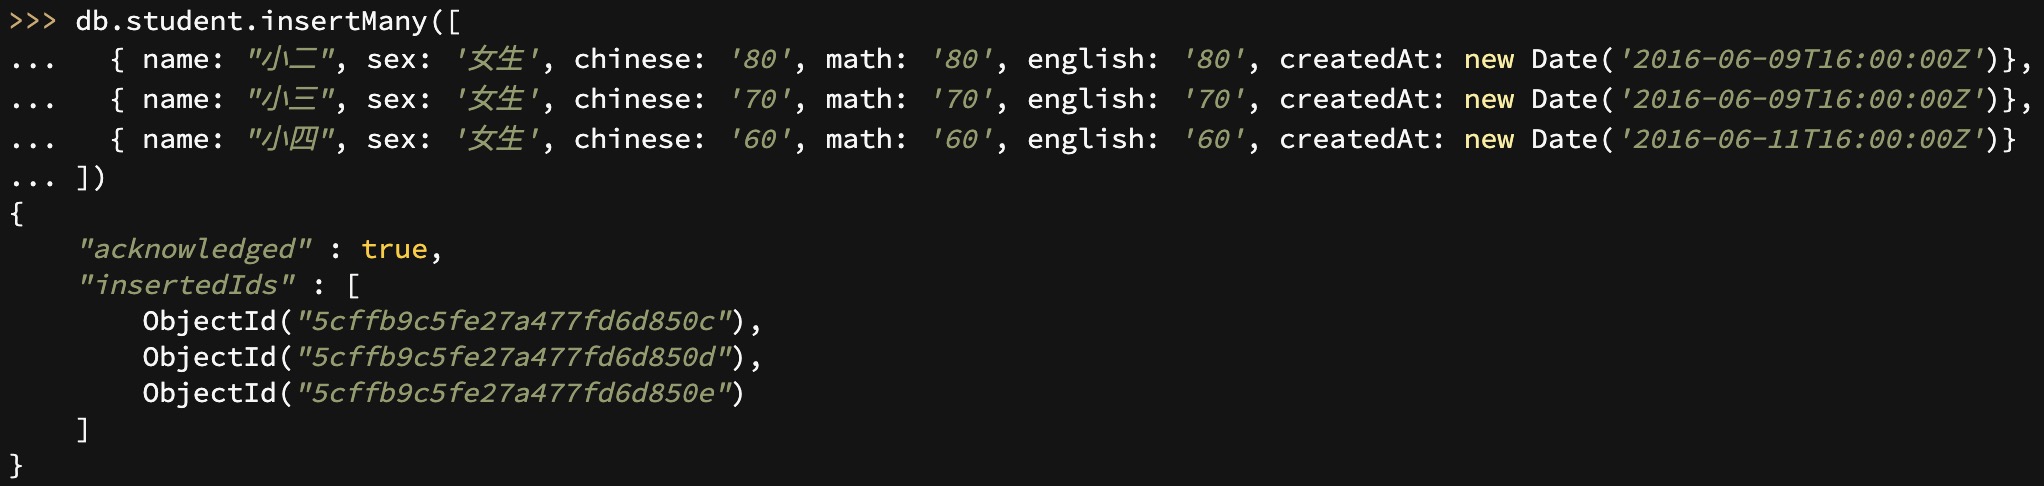 >>> db.student.insertMany([
...   { name: "小二", sex: '女生', chinese: '80', math: '80', english: '80', createdAt: new Date('2016-06-09T16:00:00Z')},
...   { name: "小三", sex: '女生', chinese: '70', math: '70', english: '70', createdAt: new Date('2016-06-09T16:00:00Z')},
...   { name: "小四", sex: '女生', chinese: '60', math: '60', english: '60', createdAt: new Date('2016-06-11T16:00:00Z')}
... ])
{
    "acknowledged" : true,
    "insertedIds" : [
        ObjectId("5cffb9c5fe27a477fd6d850c"),
        ObjectId("5cffb9c5fe27a477fd6d850d"),
        ObjectId("5cffb9c5fe27a477fd6d850e")
    ]
}